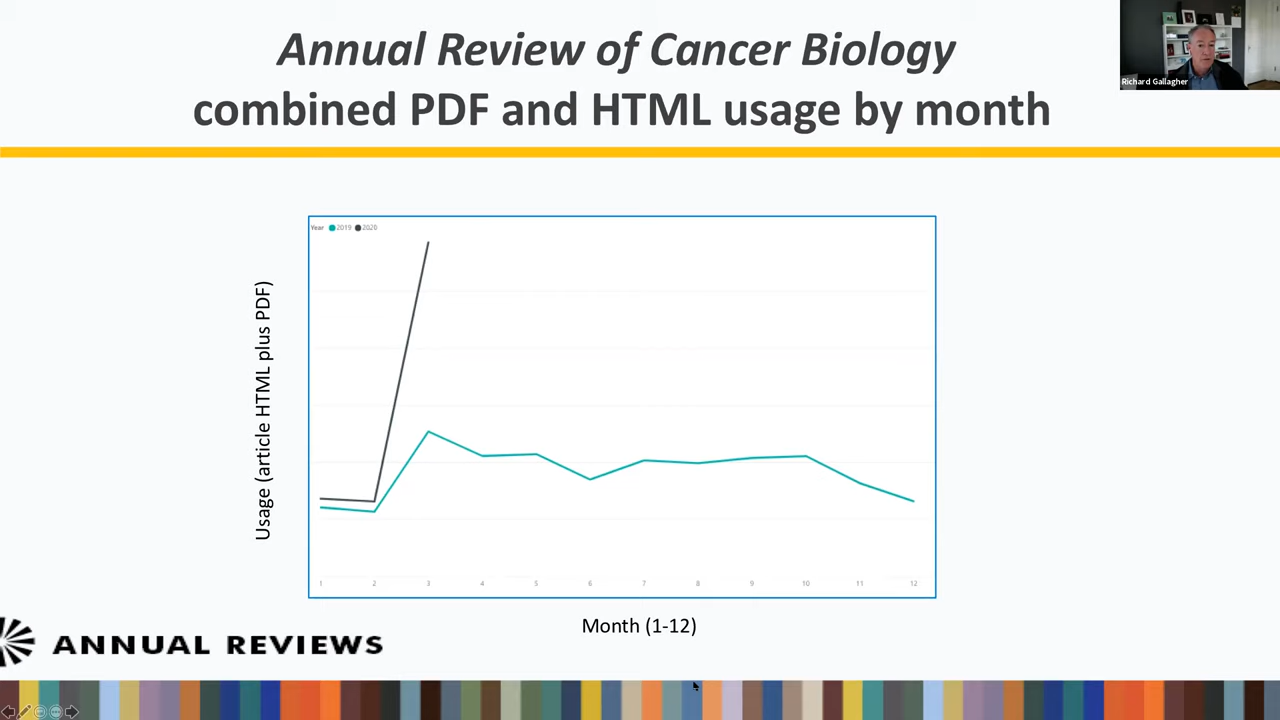 Annual Review of Cancer Biology
combined PDF and HTML usage by month
Richard Gallagher
Year 2019 2020
Usage (article HTML plus PDF)
1 2 3 4 5 6 7 8 9 10 11 12
Month (1-12)
ANNUAL REVIEWS